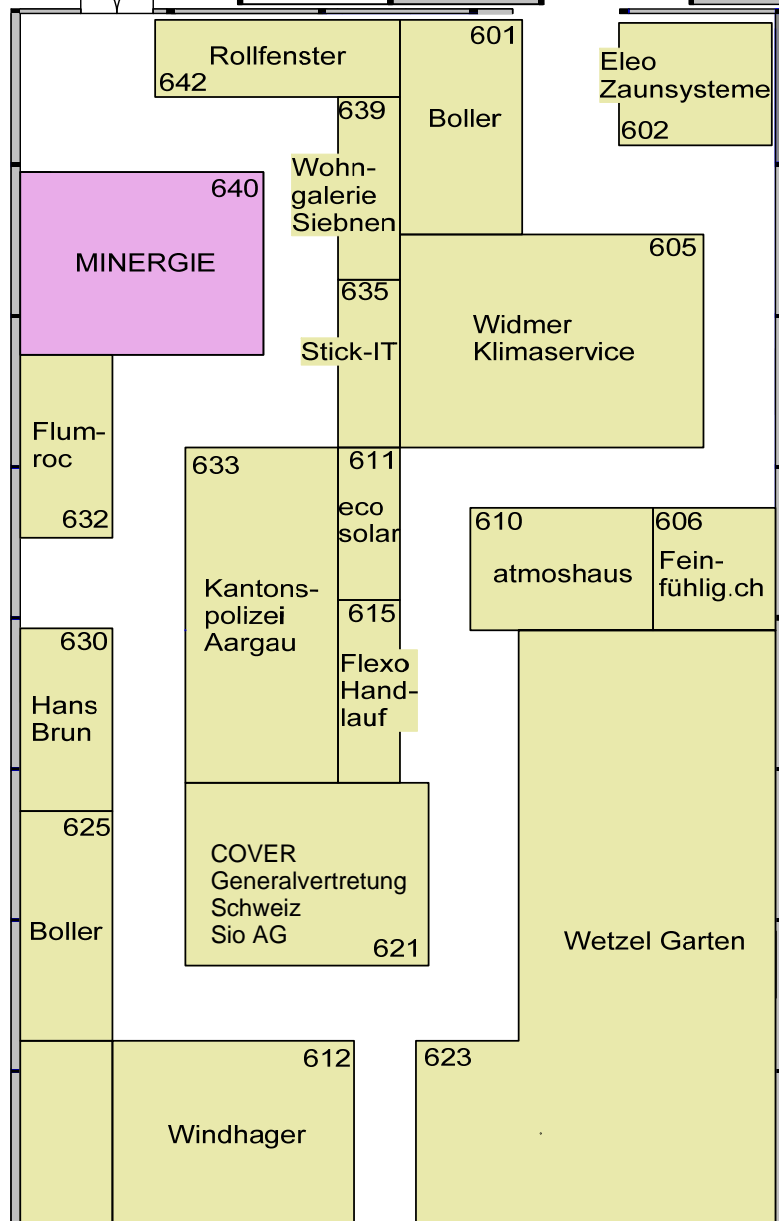 Rollfenster
642
601
Boller
Eleo
Zaunsysteme
602
639
Wohn-
galerie
Siebnen
640
MINERGIE
605
Widmer
Klimaservice
635
Stick-IT
Flum-
roc
632
633
Kantons-
polizei
Aargau
611
eco
solar
610
atmoshaus
606
Fein-
fühlig.ch
615
Flexo
Hand-
lauf
630
Hans
Brun
625
Boller
COVER
Generalvertretung
Schweiz
Sio AG
621
Wetzel Garten
623
612
Windhager